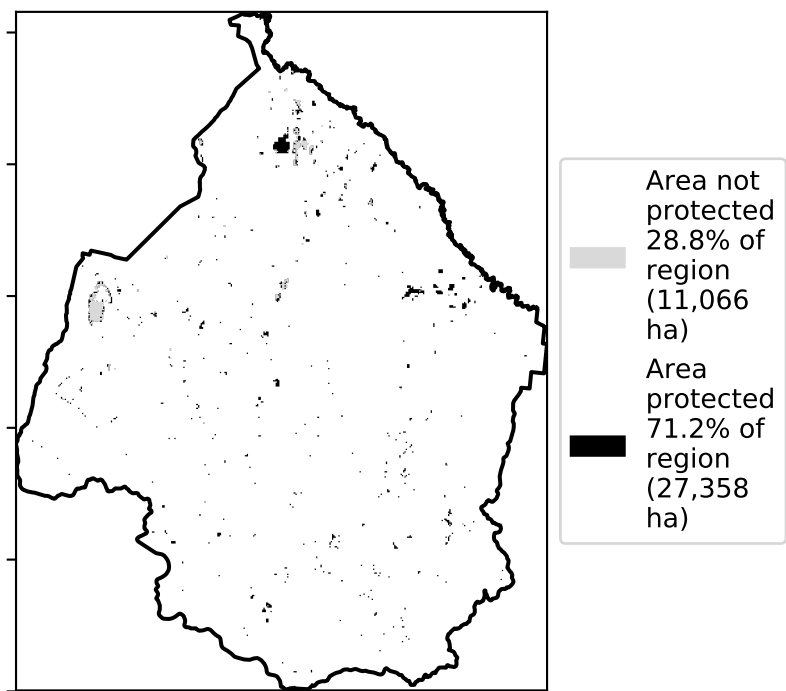 Area not
protected
28.8% of
region
(11,066
ha)
Area
protected
71.2% of
region
(27,358
ha)